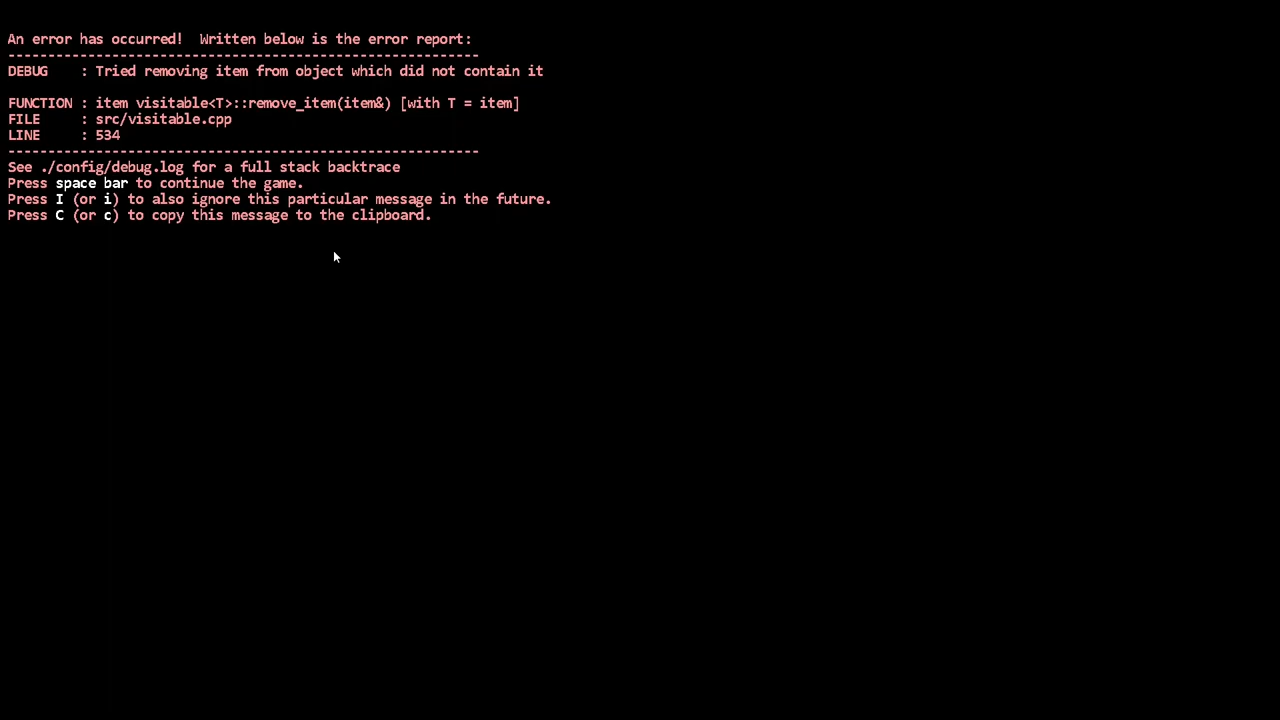 An error has occurred!  Written below is the error report:
-----------------------------------------------------------
DEBUG    : Tried removing item from object which did not contain it
FUNCTION : item visitable<T>::remove_item(item&) [with T = item]
FILE     : src/visitable.cpp
LINE     : 534
-----------------------------------------------------------
See ./config/debug.log for a full stack backtrace
Press space bar to continue the game.
Press I (or i) to also ignore this particular message in the future.
Press C (or c) to copy this message to the clipboard.